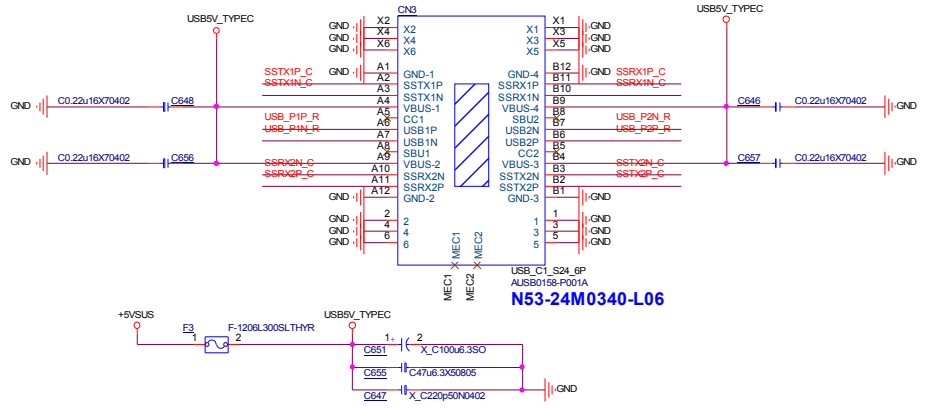 CN3
USB5V_TYPEC
USB5V_TYPEC
GND X2 X2 X1 X1 GND
GND X4 X4 X3 X3 GND
GND X6 X6 X5 X5 GND
GND A1 GND-1 GND-4 B12 GND
SSTX1P_C A2 SSTX1P SSRX1P B11 SSRX1P_C
SSTX1N_C A3 SSTX1N SSRX1N B10 SSRX1N_C
GND C0.22u16X70402 C648 A4 VBUS-1 VBUS-4 B9 C646 C0.22u16X70402 GND
A5 CC1 SBU2 B8
USB_P1P_R A6 USB1P USB2N B7 USB_P2N_R
USB_P1N_R A7 USB1N USB2P B6 USB_P2P_R
A8 SBU1 CC2 B5
GND C0.22u16X70402 C656 A9 VBUS-2 VBUS-3 B4 C657 C0.22u16X70402 GND
SSRX2N_C A10 SSRX2N SSTX2N B3 SSTX2N_C
SSRX2P_C A11 SSRX2P SSTX2P B2 SSTX2P_C
GND A12 GND-2 GND-3 B1 GND
GND 2 2 1 1 GND
GND 4 4 3 3 GND
GND 6 6 5 5 GND
MEC1 MEC2
MEC1 MEC2
USB_C1_S24_6P
AUSB0158-P001A
N53-24M0340-L06
+5VSUS
F3 F-1206L300SLTHYR
1 2
USB5V_TYPEC
1 + 2
C651 X_C100u6.3SO
C655 C47u6.3X50805
C647 X_C220p50N0402
GND